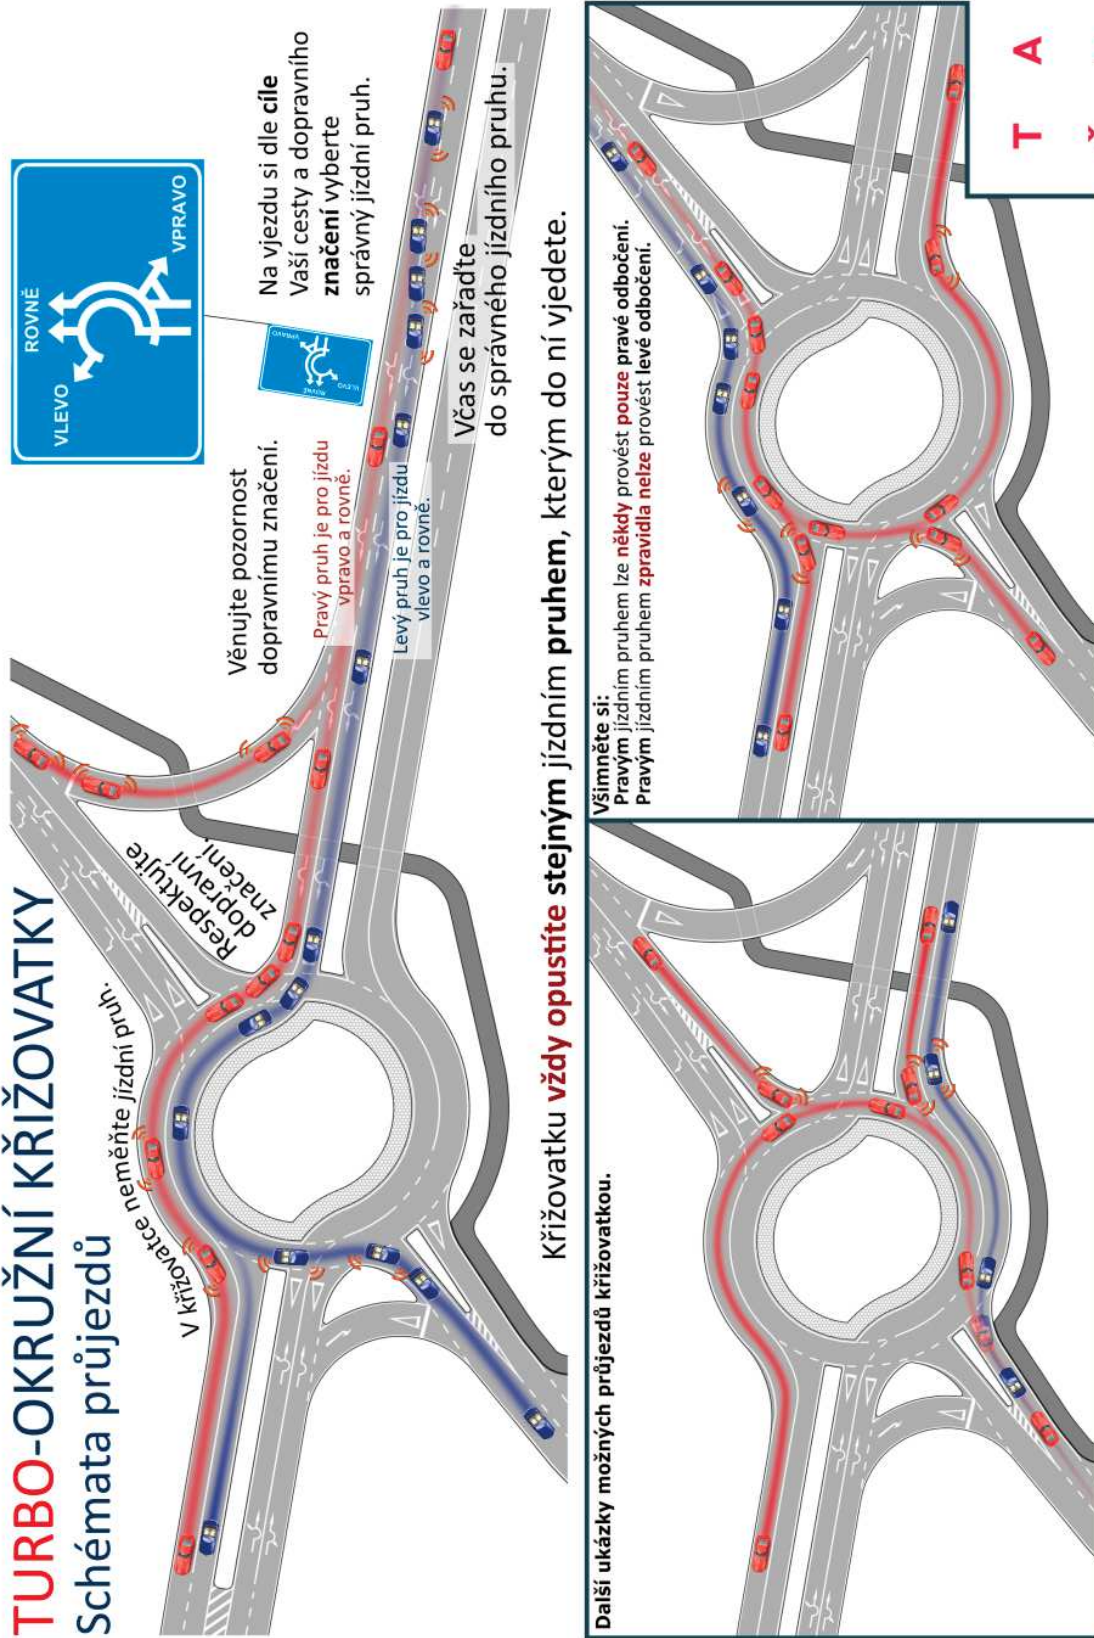 TURBO-OKRUŽNÍ KŘIŽOVATKY
Schémata průjezdů
V křižovatce neměňte jízdní pruh.
Respektujte
dopravní
značení.
Věnujte pozornost
dopravnímu značení.
Pravý pruh je pro jízdu
vpravo a rovně.
Levý pruh je pro jízdu
vlevo a rovně.
VLEVO
ROVNĚ
VPRAVO
Na vjezdu si dle cíle
Vaší cesty a dopravního
značení vyberte
správný jízdní pruh.
VLEVO
ROVNĚ
VPRAVO
Včas se zařaďte
do správného jízdního pruhu.
Křižovatku vždy opustíte stejným jízdním pruhem, kterým do ní vjedete.
Další ukázky možných průjezdů křižovatkou.
Všimněte si:
Pravým jízdním pruhem lze někdy provést pouze pravé odbočení.
Pravým jízdním pruhem zpravidla nelze provést levé odbočení.
T A